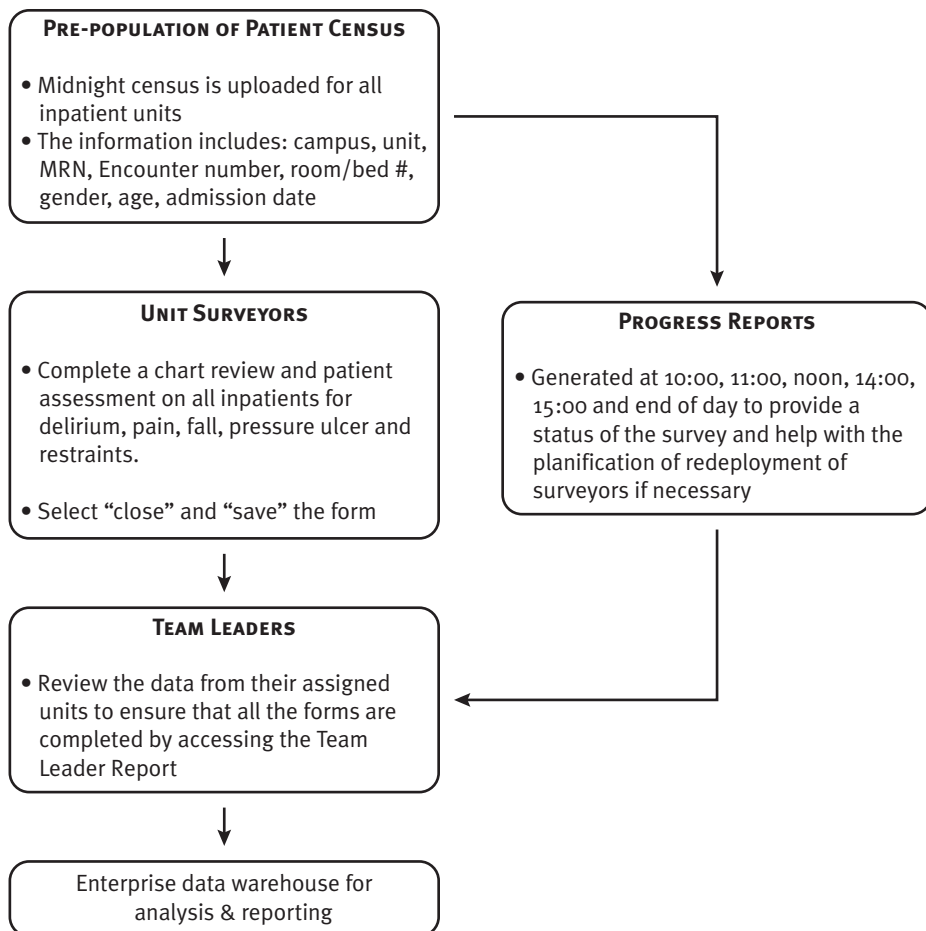 PRE-POPULATION OF PATIENT CENSUS
• Midnight census is uploaded for all
inpatient units
• The information includes: campus, unit,
MRN, Encounter number, room/bed #,
gender, age, admission date
UNIT SURVEYORS
• Complete a chart review and patient
assessment on all inpatients for
delirium, pain, fall, pressure ulcer and
restraints.
• Select “close” and “save” the form
PROGRESS REPORTS
• Generated at 10:00, 11:00, noon, 14:00,
15:00 and end of day to provide a
status of the survey and help with the
planification of redeployment of
surveyors if necessary
TEAM LEADERS
• Review the data from their assigned
units to ensure that all the forms are
completed by accessing the Team
Leader Report
Enterprise data warehouse for
analysis & reporting